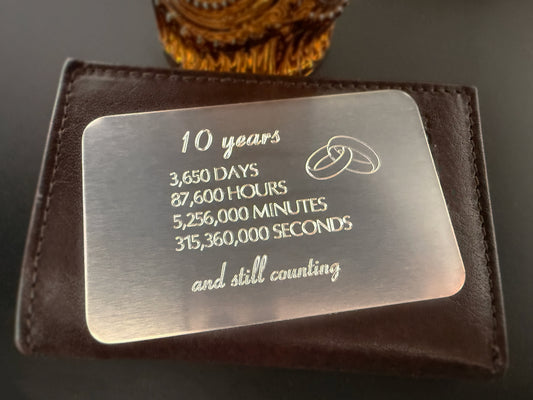 10 years
3,650 DAYS
87,600 HOURS
5,256,000 MINUTES
315,360,000 SECONDS
and still counting